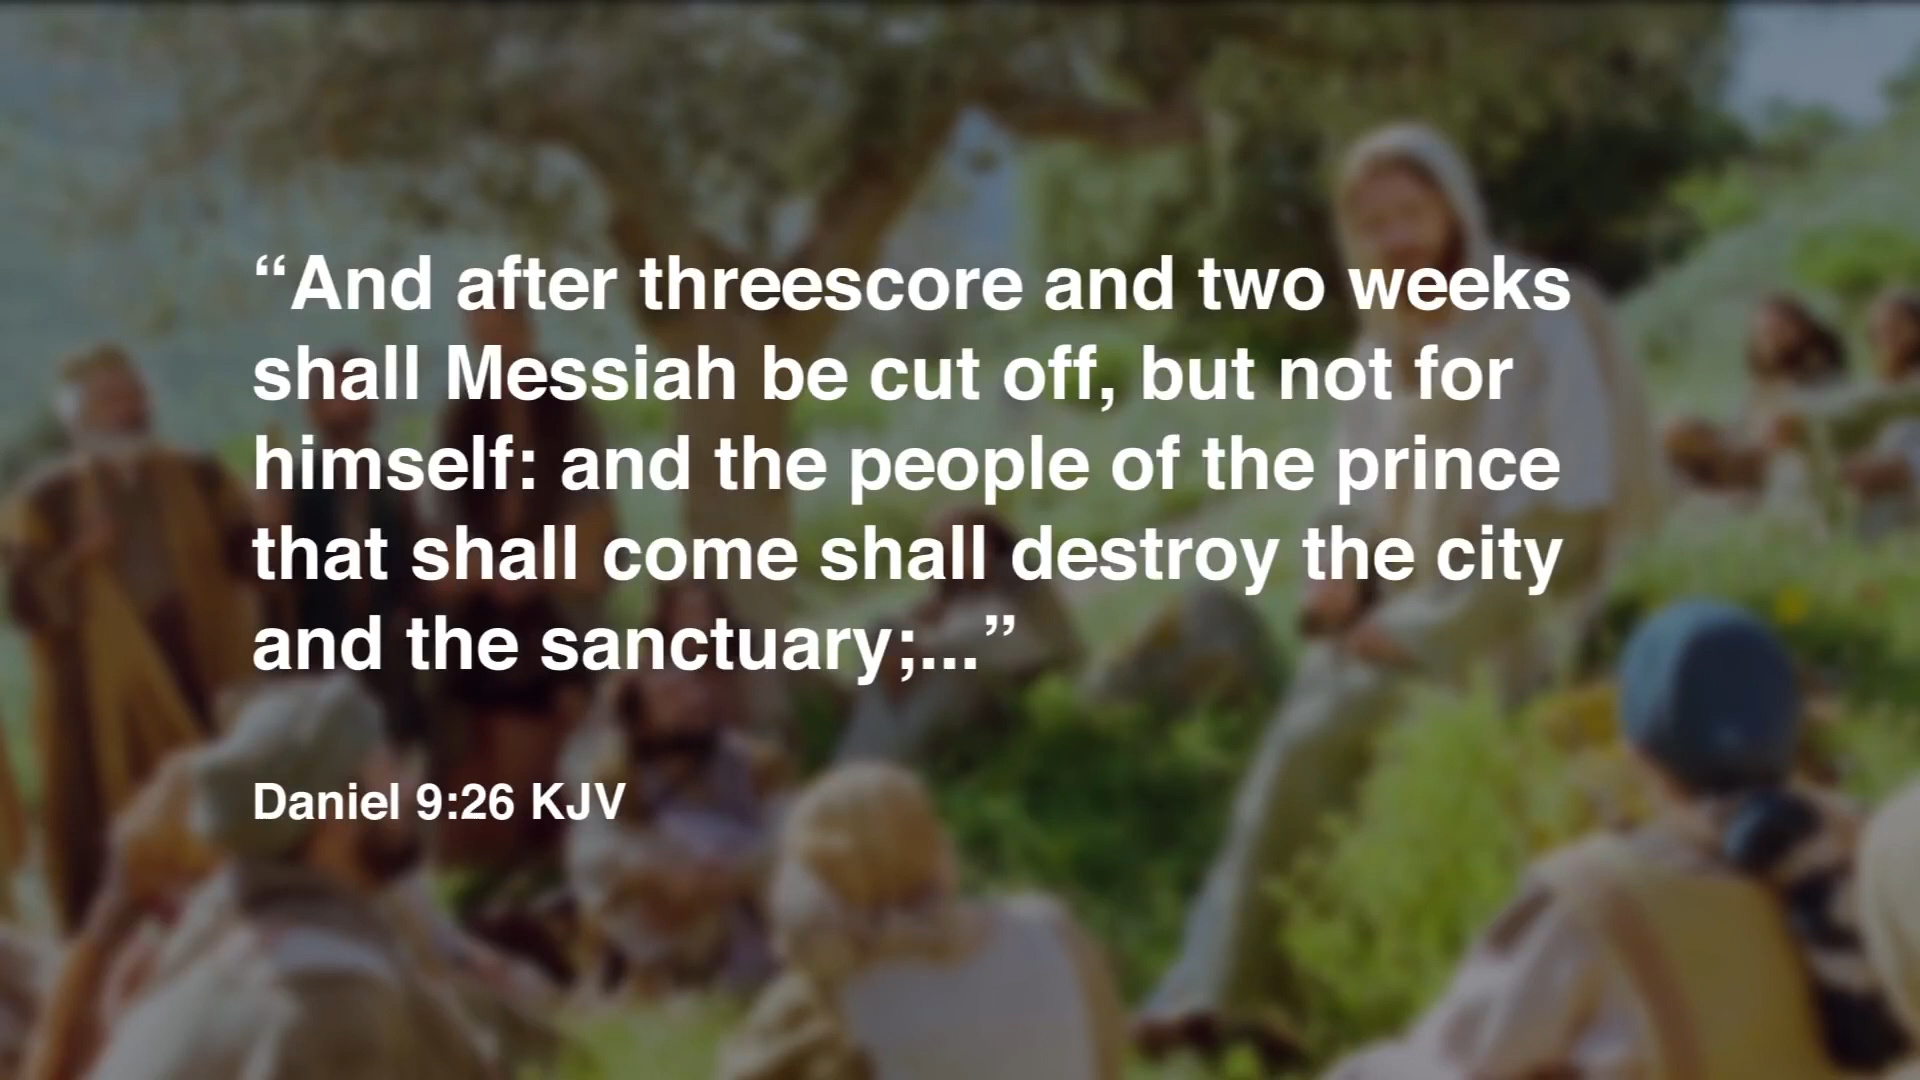 “And after threescore and two weeks
shall Messiah be cut off, but not for
himself: and the people of the prince
that shall come shall destroy the city
and the sanctuary;...”
Daniel 9:26 KJV